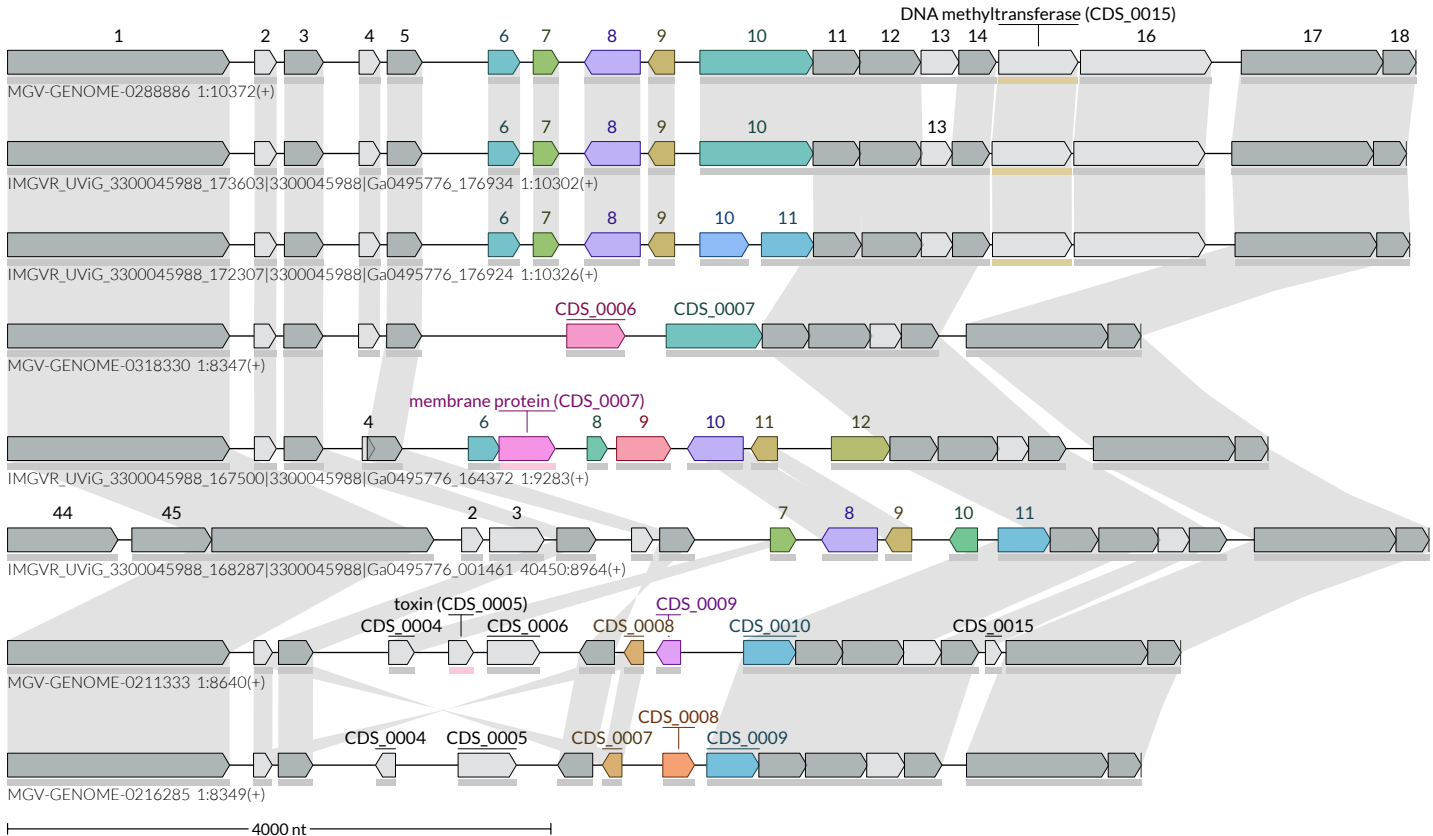 DNA methyltransferase (CDS_0015)
1 2 3 4 5 6 7 8 9 10 11 12 13 14 16 17 18
MGV-GENOME-0288886 1:10372(+)
6 7 8 9 10 13
IMGVR_UViG_3300045988_173603|3300045988|Ga0495776_176934 1:10302(+)
6 7 8 9 10 11
IMGVR_UViG_3300045988_172307|3300045988|Ga0495776_176924 1:10326(+)
CDS_0006 CDS_0007
MGV-GENOME-0318330 1:8347(+)
membrane protein (CDS_0007)
4 6 8 9 10 11 12
IMGVR_UViG_3300045988_167500|3300045988|Ga0495776_164372 1:9283(+)
44 45 2 3 7 8 9 10 11
IMGVR_UViG_3300045988_168287|3300045988|Ga0495776_001461 40450:8964(+)
toxin (CDS_0005) CDS_0009
CDS_0004 CDS_0006 CDS_0008 CDS_0010 CDS_0015
MGV-GENOME-0211333 1:8640(+)
CDS_0008
CDS_0004 CDS_0005 CDS_0007 CDS_0009
MGV-GENOME-0216285 1:8349(+)
4000 nt